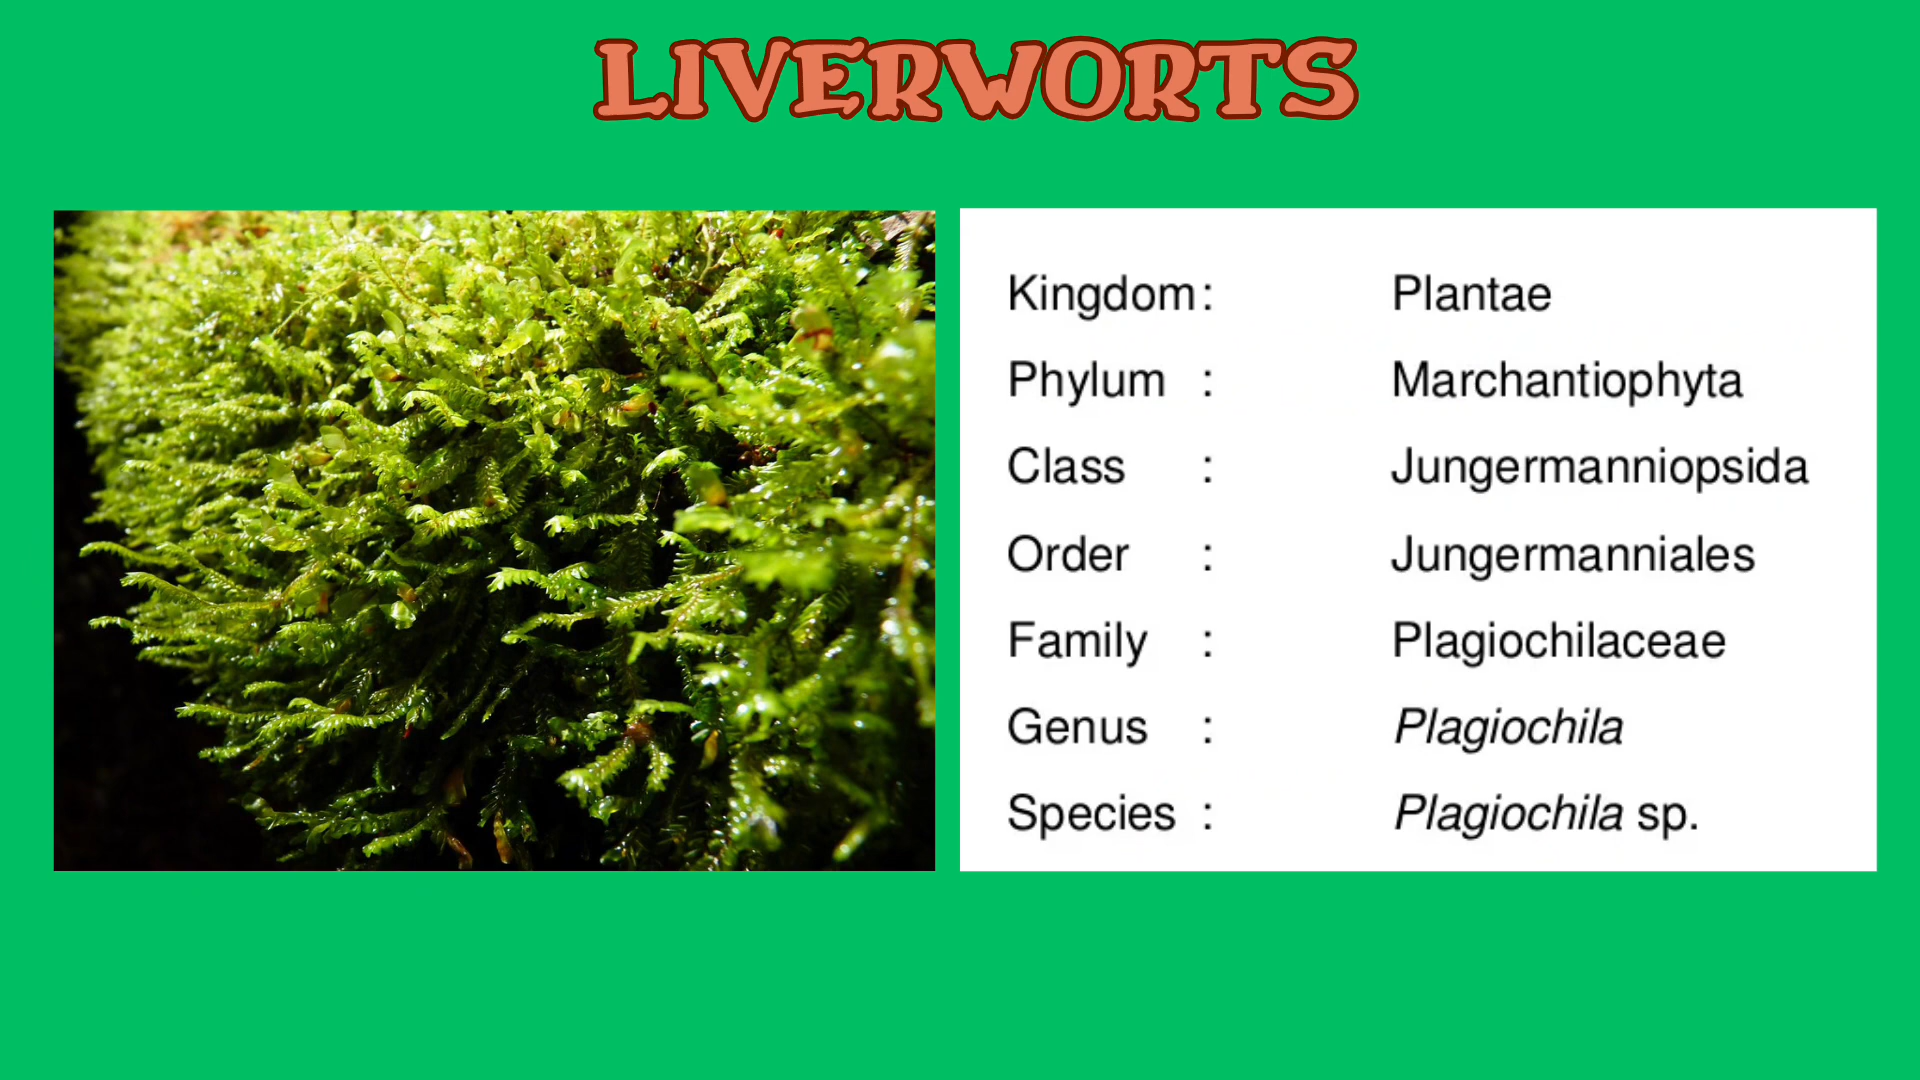 LIVERWORTS
Kingdom : Plantae
Phylum : Marchantiophyta
Class : Jungermanniopsida
Order : Jungermanniales
Family : Plagiochilaceae
Genus : Plagiochila
Species : Plagiochila sp.